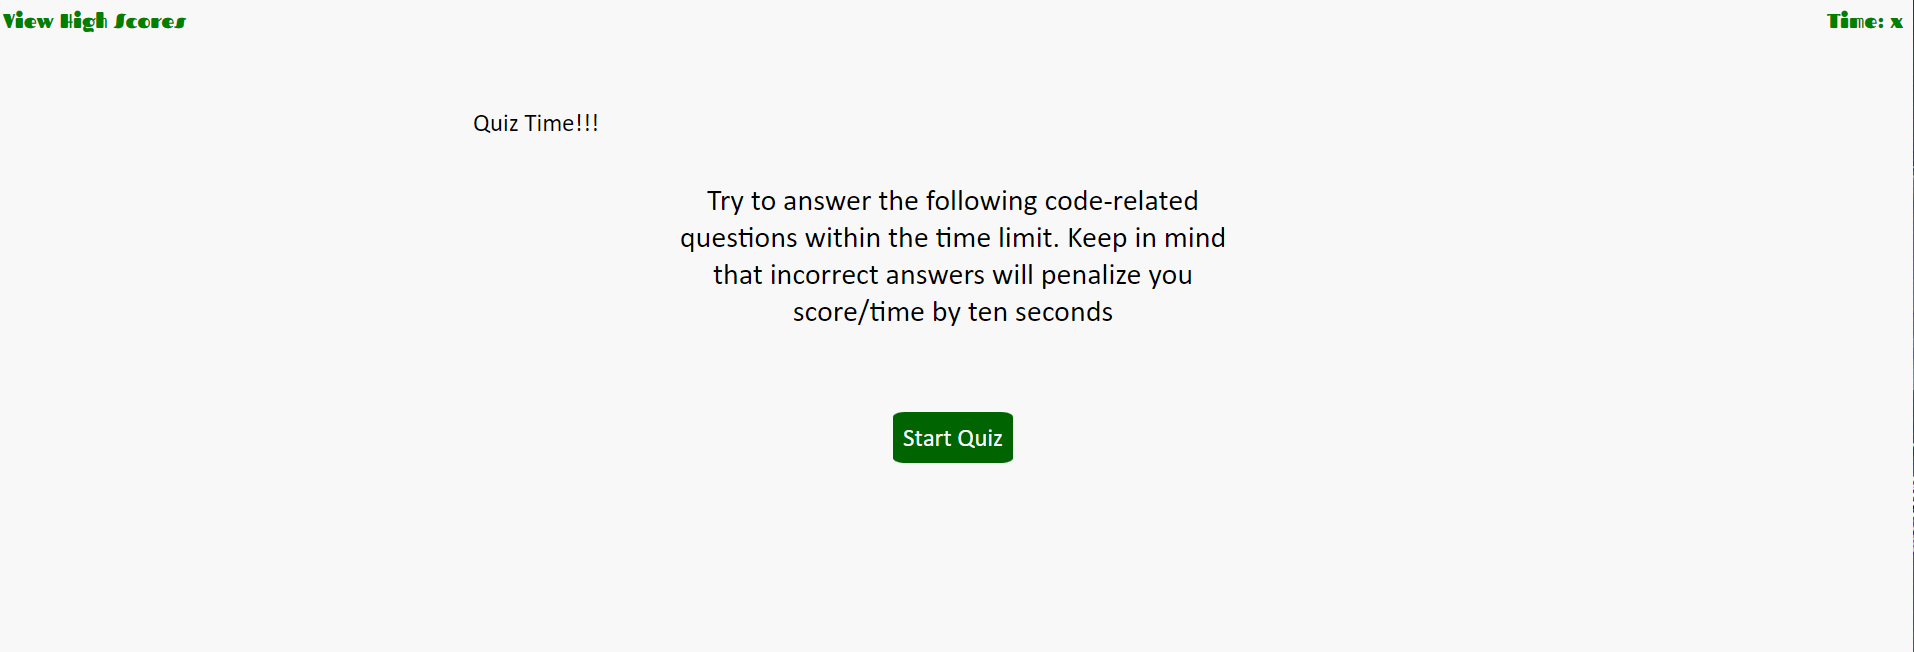 View High Scores
Time: x
Quiz Time!!!
Try to answer the following code-related
questions within the time limit. Keep in mind
that incorrect answers will penalize you
score/time by ten seconds
Start Quiz